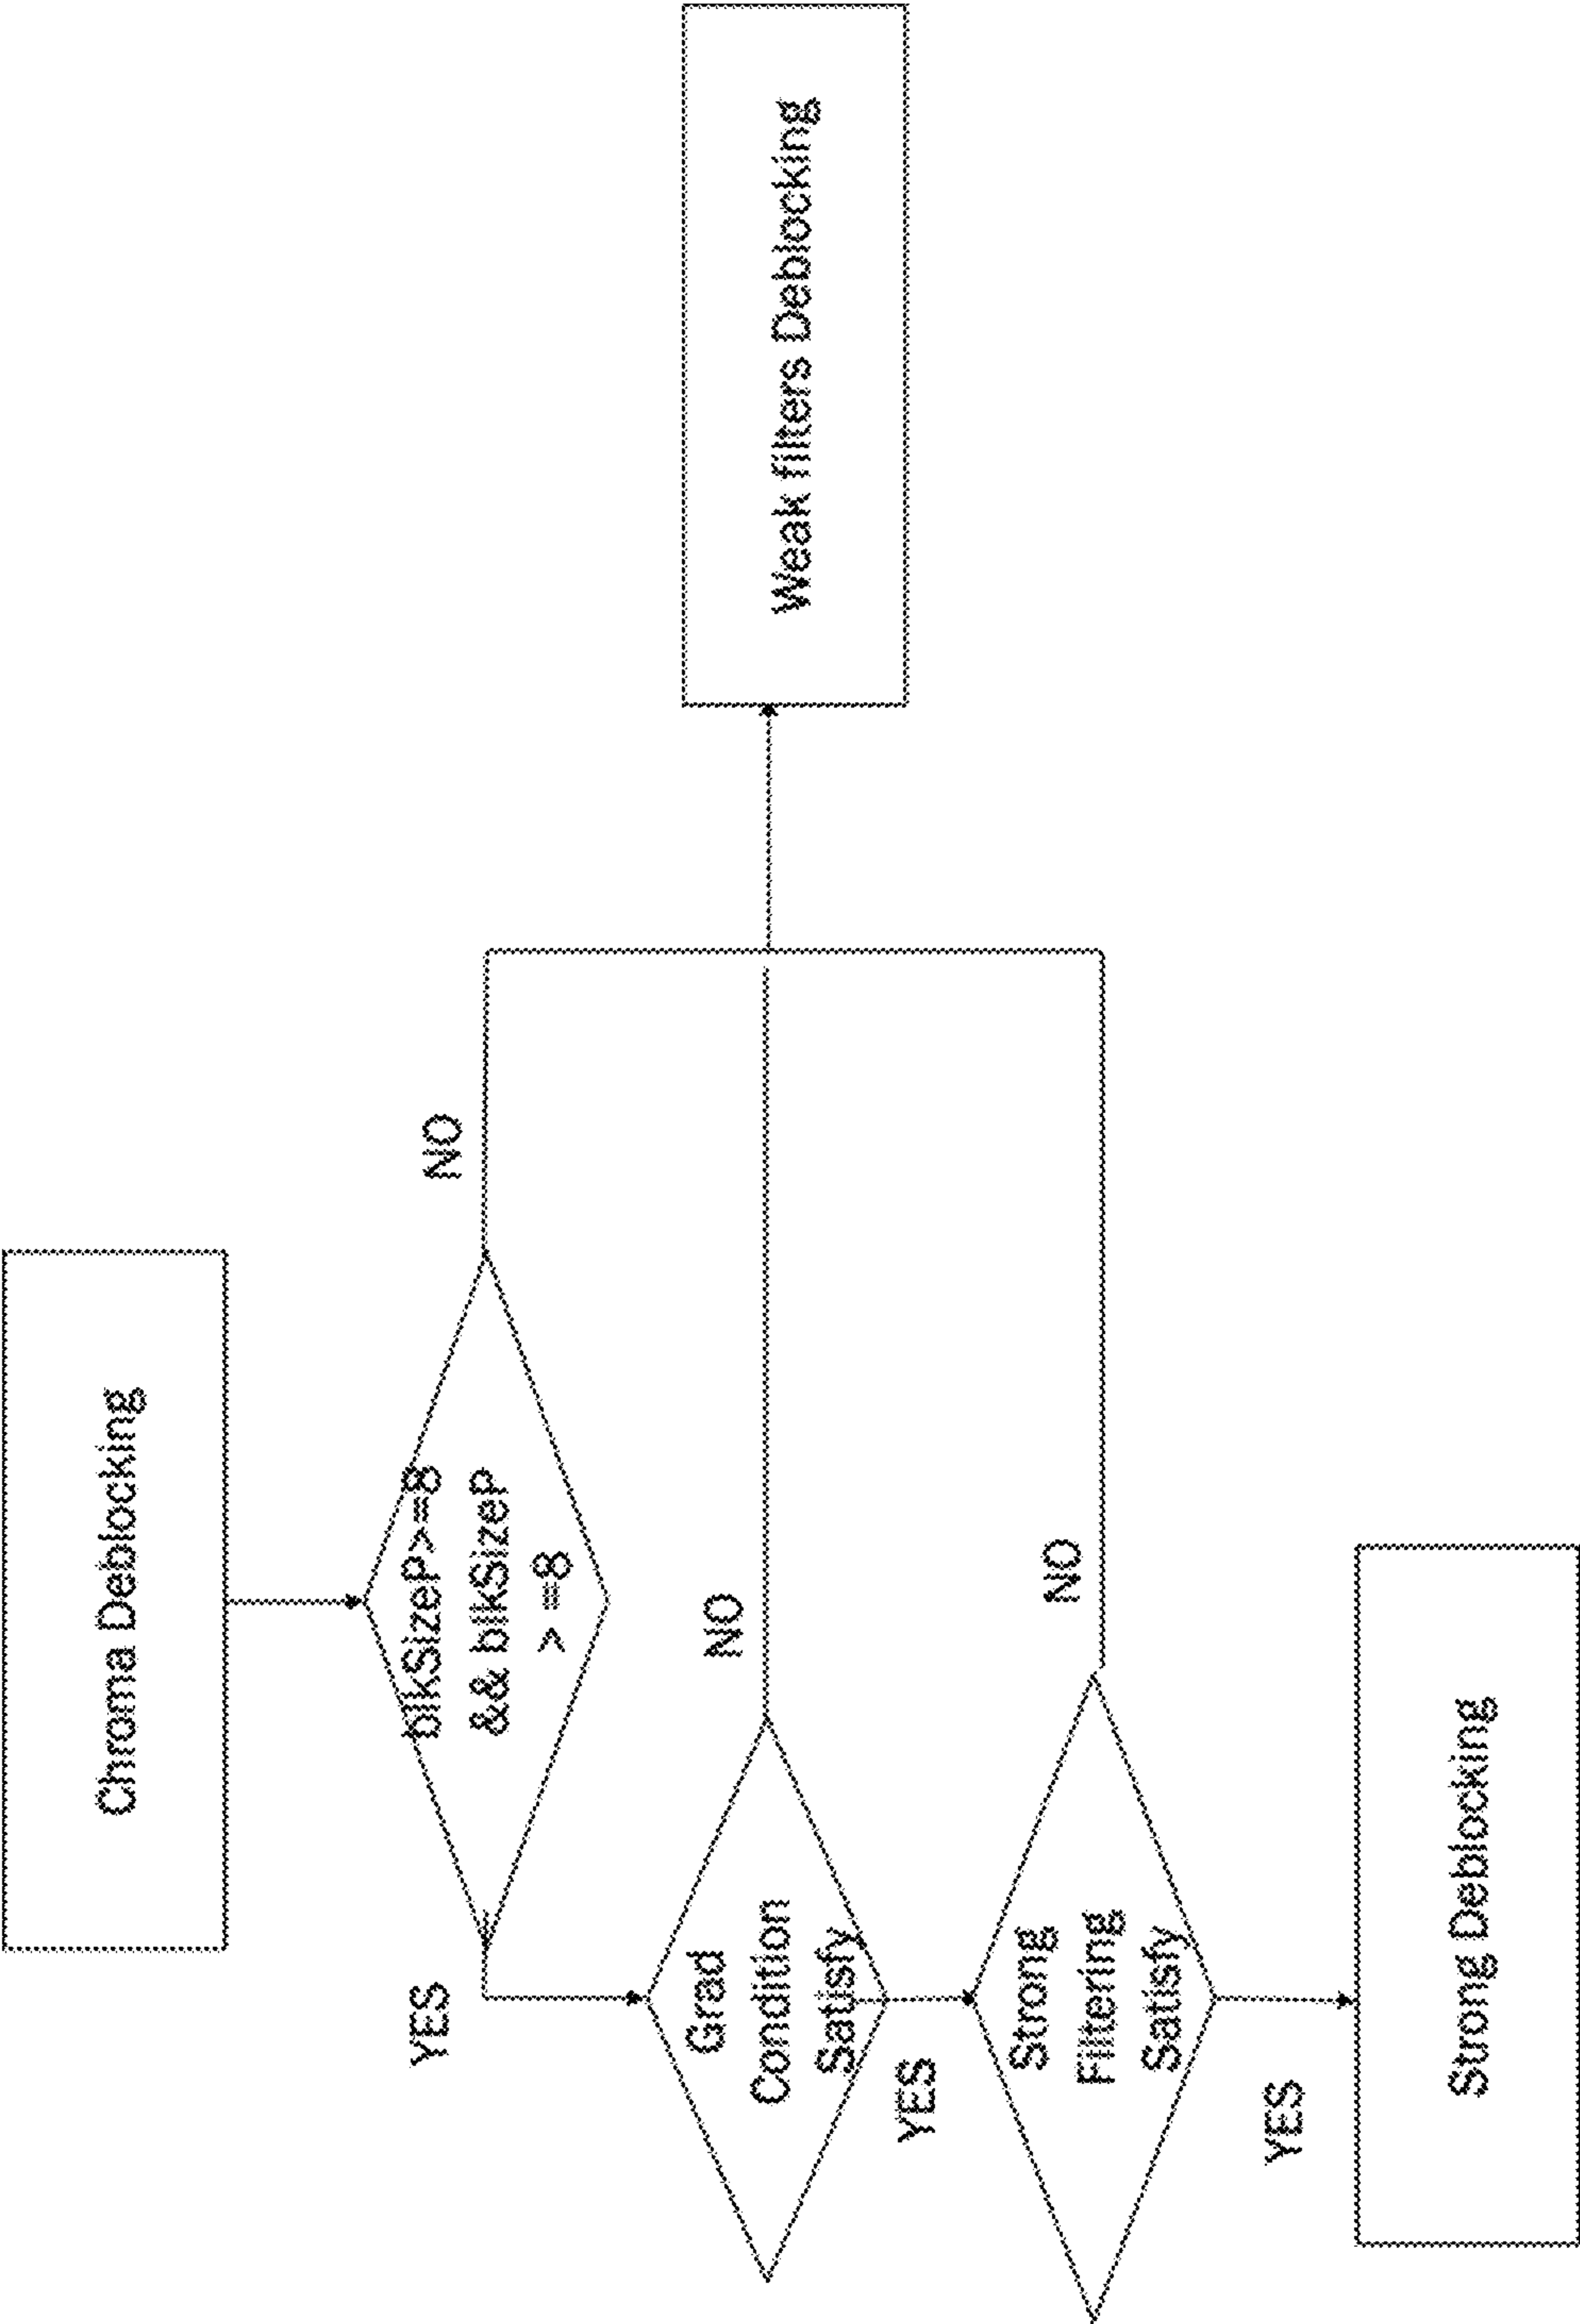 Chroma Deblocking
blkSizeP>=8
&& blkSizeP
> =8
NO
YES
Grad
Condition
Satisfy
NO
YES
Strong
Filtering
Satisfy
NO
YES
Strong Deblocking
Weak filters Deblocking